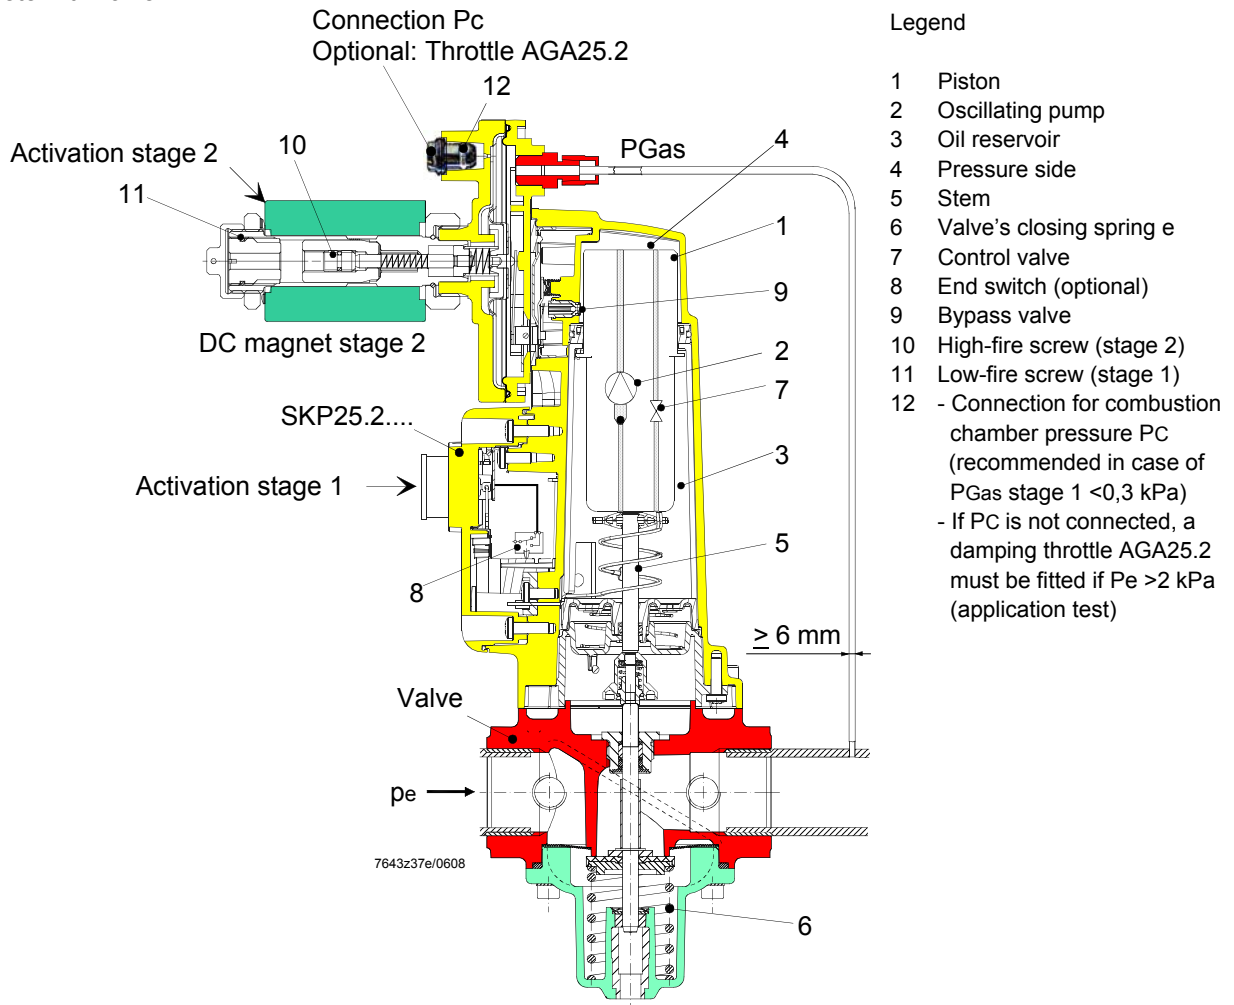 Connection Pc
Optional: Throttle AGA25.2
12
Activation stage 2
10
11
PGas
4
1
9
DC magnet stage 2
2
7
SKP25.2....
3
Activation stage 1
5
8
≥ 6 mm
Valve
pe
7643z37e/0608
6
Legend
1 Piston
2 Oscillating pump
3 Oil reservoir
4 Pressure side
5 Stem
6 Valve's closing spring e
7 Control valve
8 End switch (optional)
9 Bypass valve
10 High-fire screw (stage 2)
11 Low-fire screw (stage 1)
12 - Connection for combustion
chamber pressure PC
(recommended in case of
PGas stage 1 <0,3 kPa)
- If PC is not connected, a
damping throttle AGA25.2
must be fitted if Pe >2 kPa
(application test)